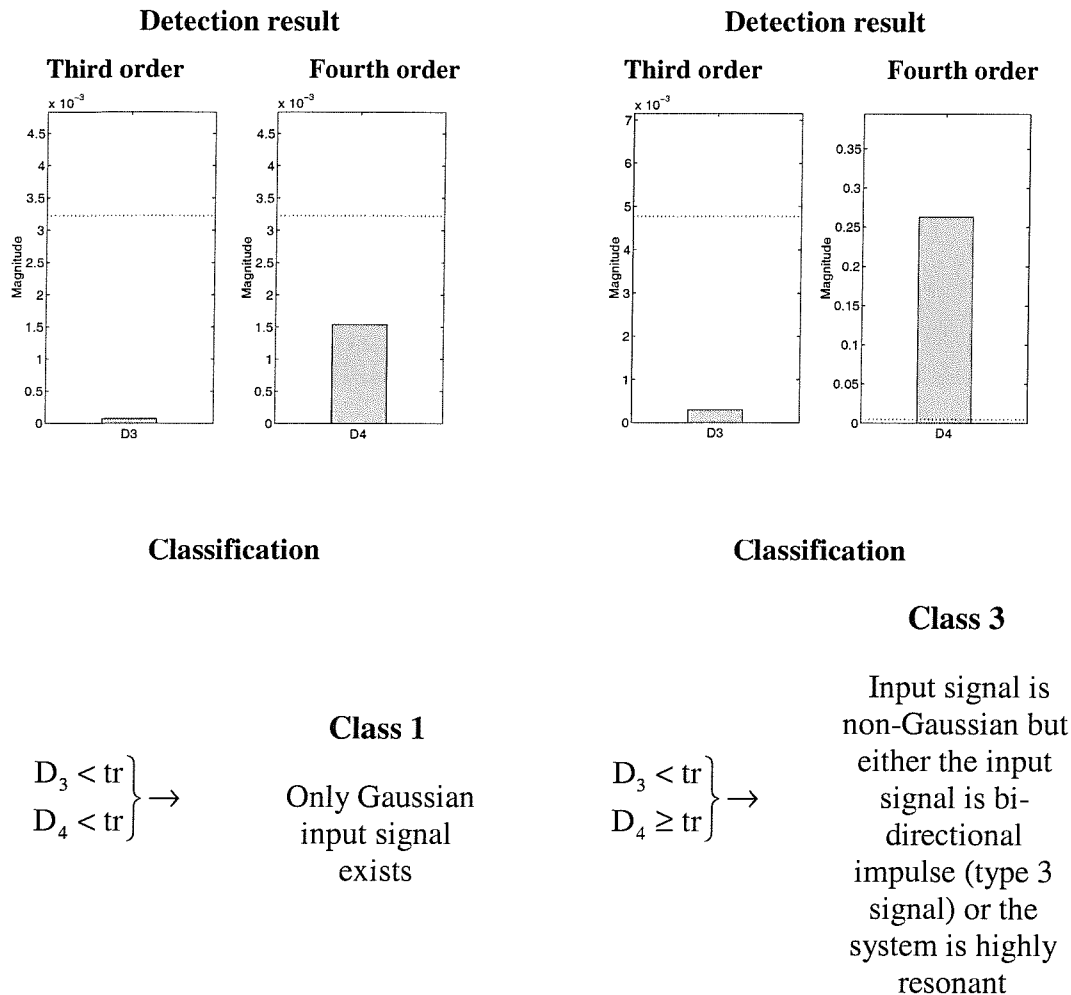 Detection result
Third order
Fourth order
x 10⁻³
4.5
4
3.5
3
2.5
2
1.5
1
0.5
0
Magnitude
D3
x 10⁻³
4.5
4
3.5
3
2.5
2
1.5
1
0.5
0
Magnitude
D4
Detection result
Third order
Fourth order
x 10⁻³
7
6
5
4
3
2
1
0
Magnitude
D3
0.35
0.3
0.25
0.2
0.15
0.1
0.05
0
Magnitude
D4
Classification
D₃ < tr
D₄ < tr
→
Class 1
Only Gaussian
input signal
exists
Classification
D₃ < tr
D₄ ≥ tr
→
Class 3
Input signal is
non-Gaussian but
either the input
signal is bi-
directional
impulse (type 3
signal) or the
system is highly
resonant